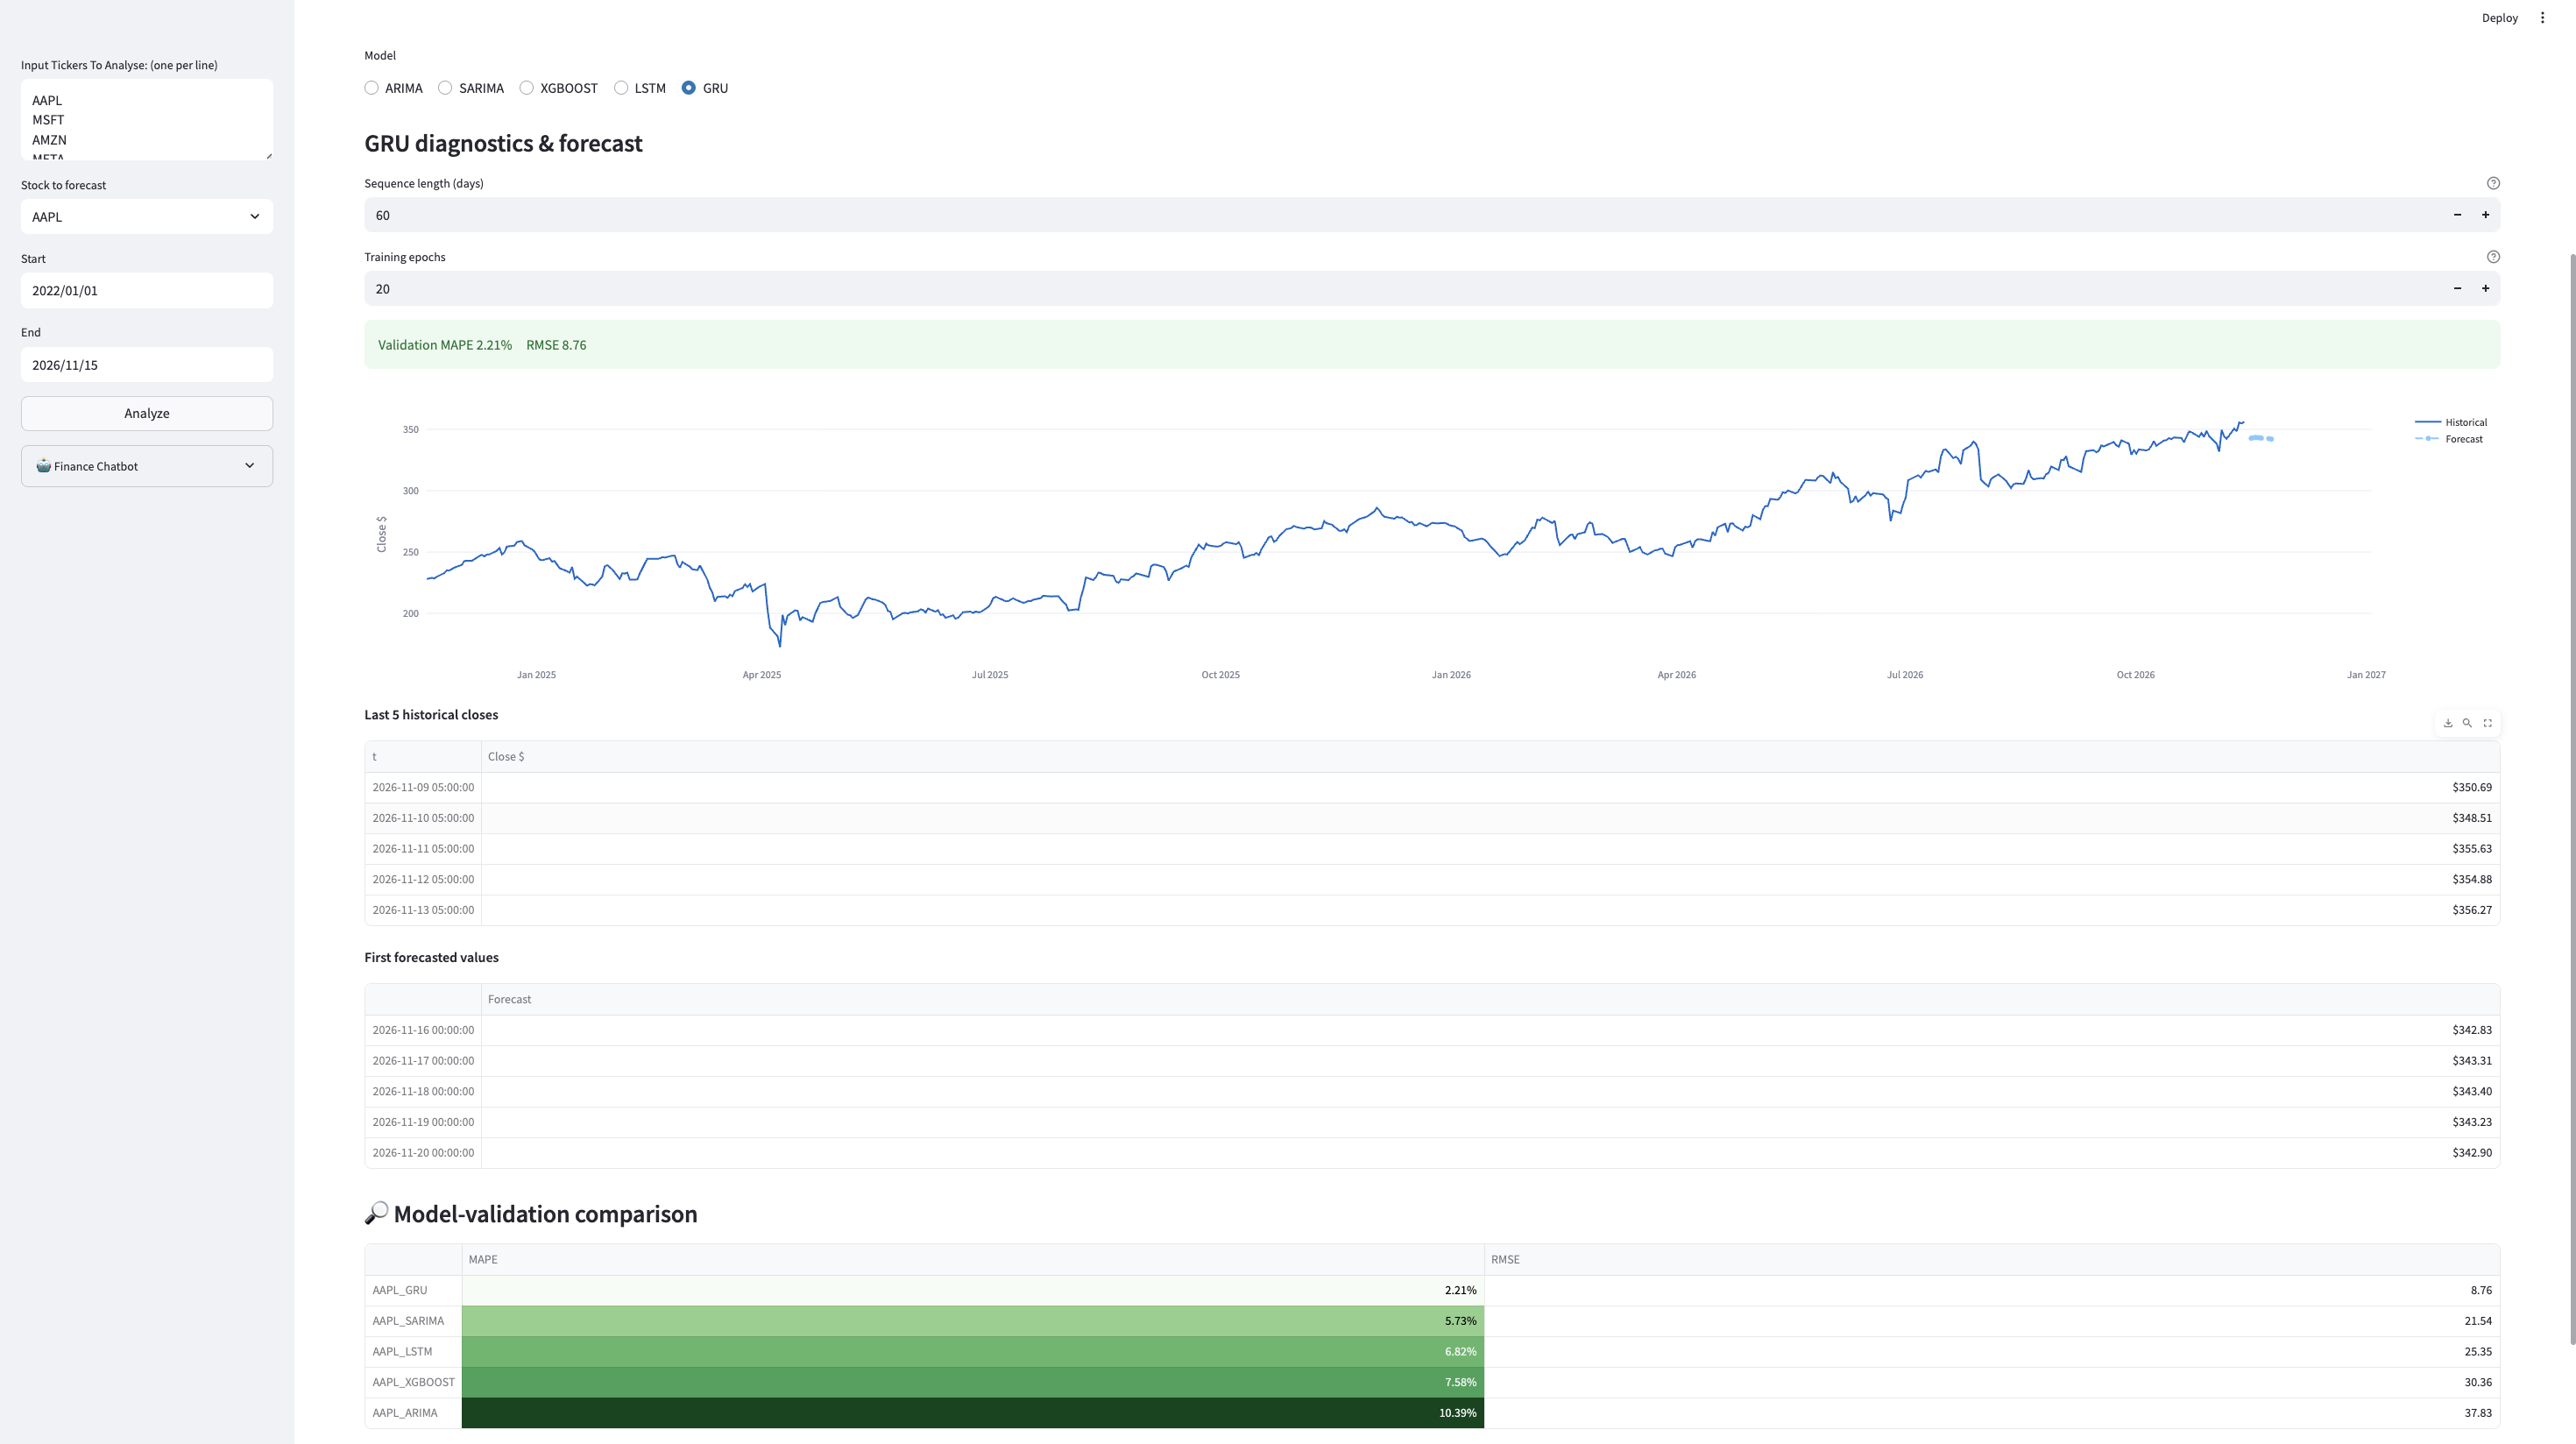 Deploy
Input Tickers To Analyse: (one per line)
AAPL
MSFT
AMZN
META
Stock to forecast
AAPL
Start
2022/01/01
End
2026/11/15
Analyze
Finance Chatbot
Model
ARIMA SARIMA XGBOOST LSTM GRU
GRU diagnostics & forecast
Sequence length (days)
60
Training epochs
20
Validation MAPE 2.21% RMSE 8.76
Historical
Forecast
Close $
350
300
250
200
Jan 2025 Apr 2025 Jul 2025 Oct 2025 Jan 2026 Apr 2026 Jul 2026 Oct 2026 Jan 2027
Last 5 historical closes
t Close $
2026-11-09 05:00:00 $350.69
2026-11-10 05:00:00 $348.51
2026-11-11 05:00:00 $355.63
2026-11-12 05:00:00 $354.88
2026-11-13 05:00:00 $356.27
First forecasted values
Forecast
2026-11-16 00:00:00 $342.83
2026-11-17 00:00:00 $343.31
2026-11-18 00:00:00 $343.40
2026-11-19 00:00:00 $343.23
2026-11-20 00:00:00 $342.90
Model-validation comparison
MAPE RMSE
AAPL_GRU 2.21% 8.76
AAPL_SARIMA 5.73% 21.54
AAPL_LSTM 6.82% 25.35
AAPL_XGBOOST 7.58% 30.36
AAPL_ARIMA 10.39% 37.83